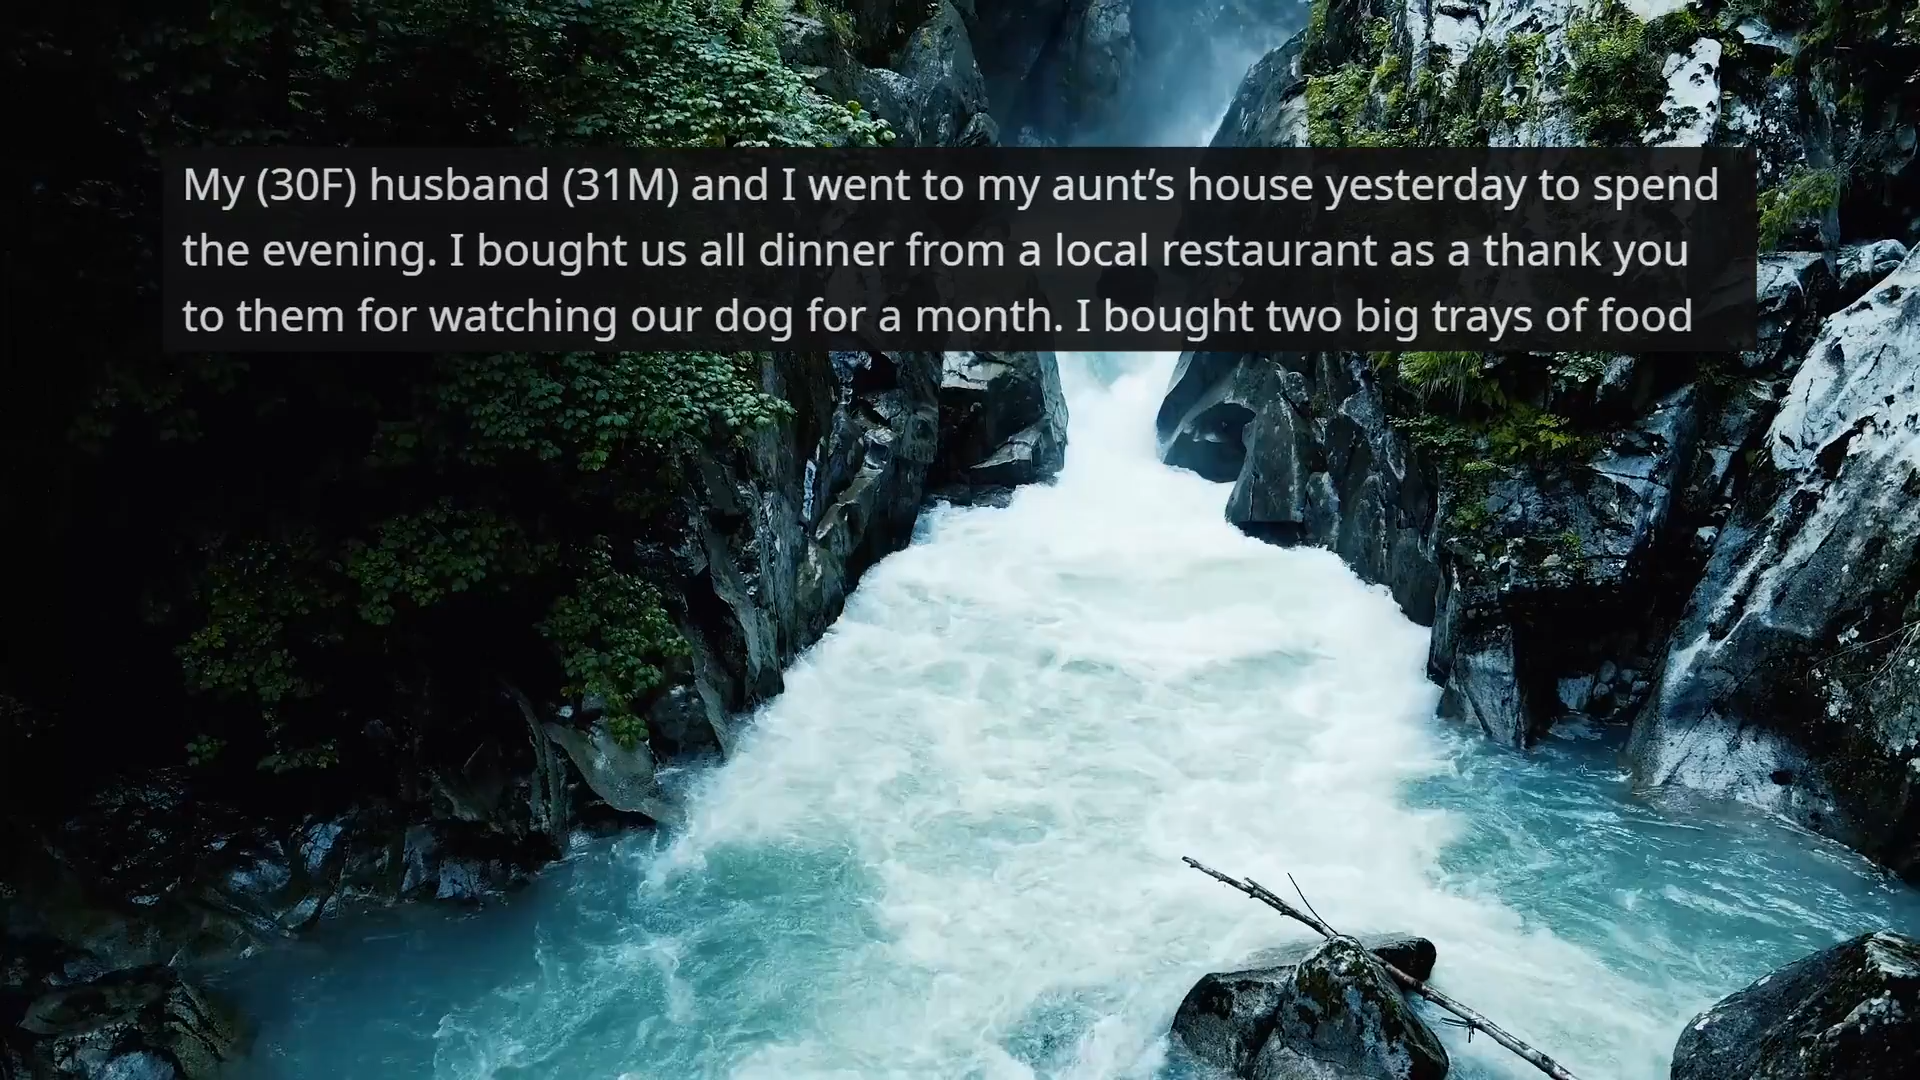 My (30F) husband (31M) and I went to my aunt’s house yesterday to spend
the evening. I bought us all dinner from a local restaurant as a thank you
to them for watching our dog for a month. I bought two big trays of food